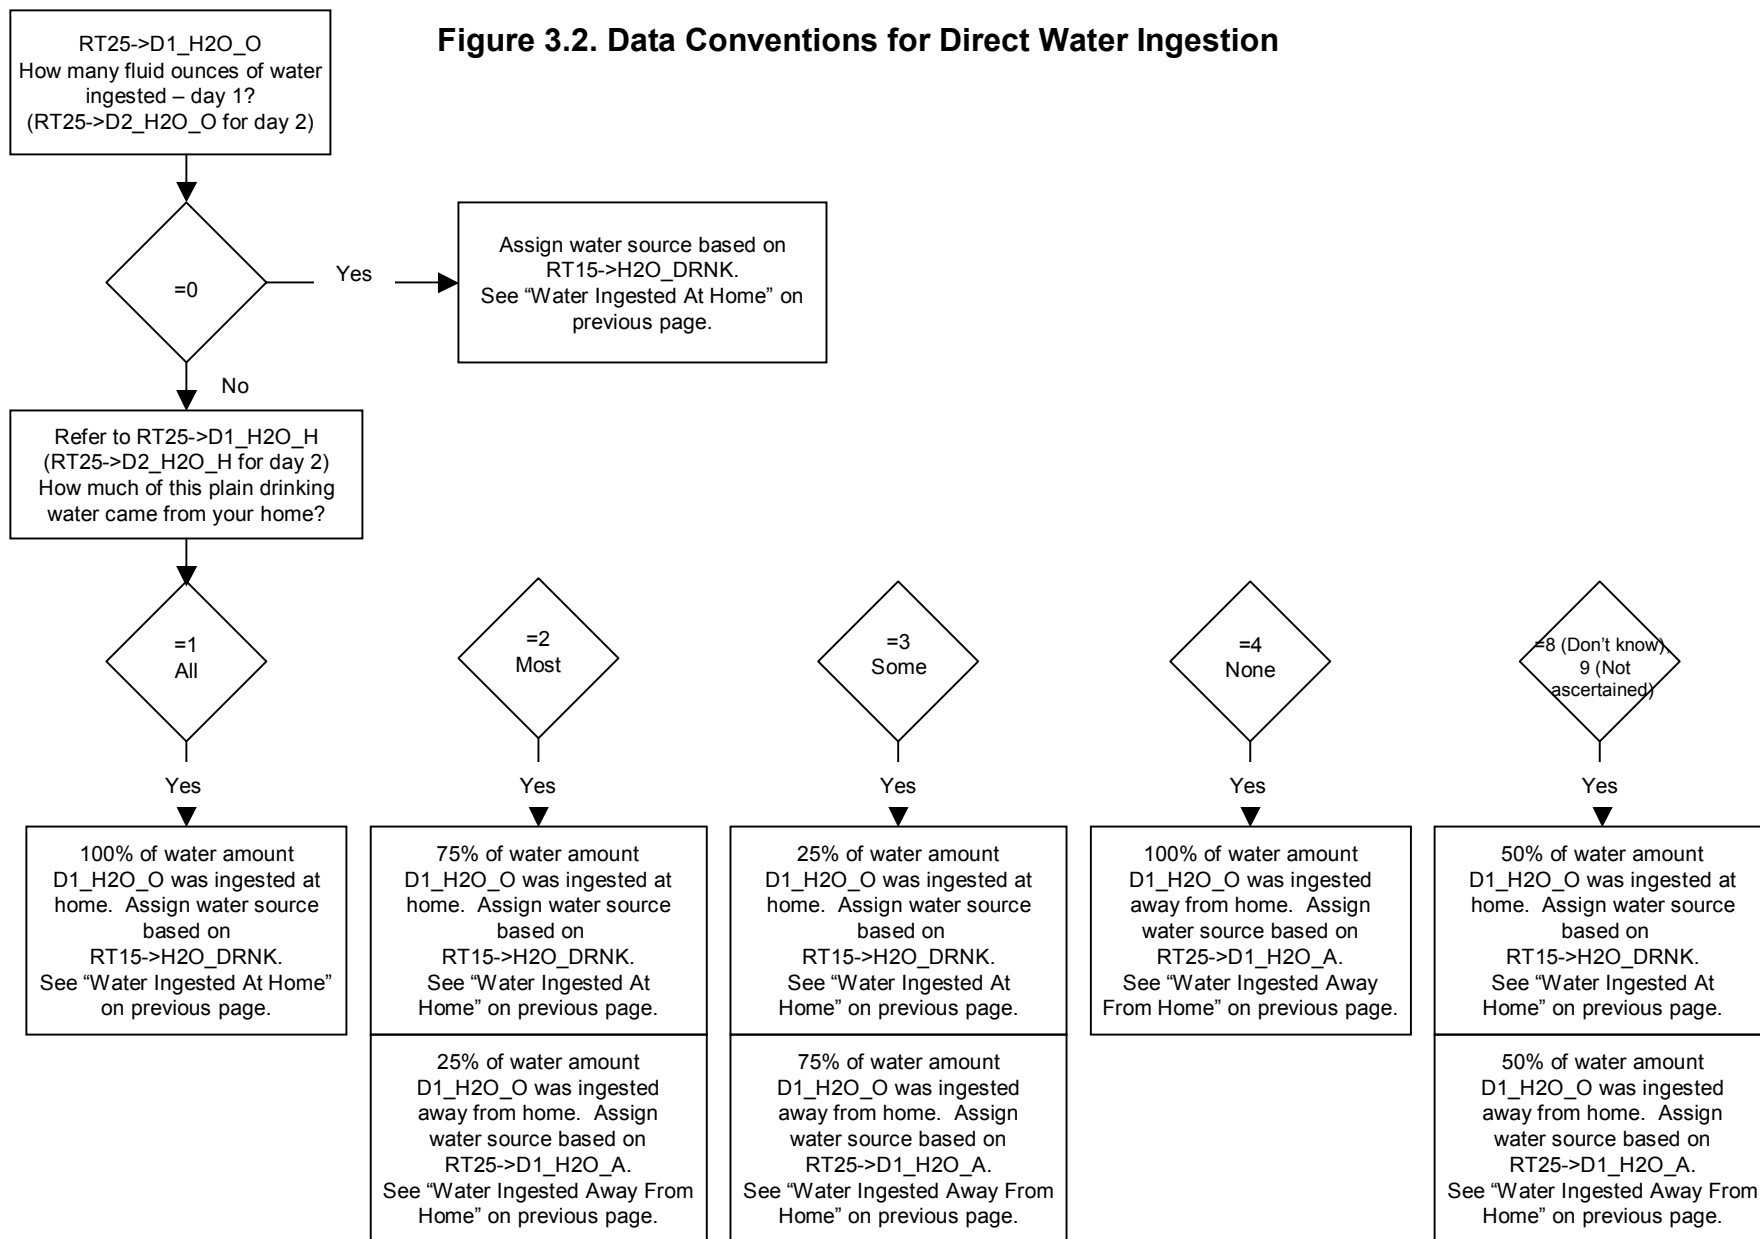 Figure 3.2. Data Conventions for Direct Water Ingestion
RT25->D1_H2O_O
How many fluid ounces of water
ingested – day 1?
(RT25->D2_H2O_O for day 2)
=0
Yes
Assign water source based on
RT15->H2O_DRNK.
See “Water Ingested At Home” on
previous page.
No
Refer to RT25->D1_H2O_H
(RT25->D2_H2O_H for day 2)
How much of this plain drinking
water came from your home?
=1
All
Yes
100% of water amount
D1_H2O_O was ingested at
home.  Assign water source
based on
RT15->H2O_DRNK.
See “Water Ingested At Home”
on previous page.
=2
Most
Yes
75% of water amount
D1_H2O_O was ingested at
home.  Assign water source
based on
RT15->H2O_DRNK.
See “Water Ingested At
Home” on previous page.
25% of water amount
D1_H2O_O was ingested
away from home.  Assign
water source based on
RT25->D1_H2O_A.
See “Water Ingested Away From
Home” on previous page.
=3
Some
Yes
25% of water amount
D1_H2O_O was ingested at
home.  Assign water source
based on
RT15->H2O_DRNK.
See “Water Ingested At
Home” on previous page.
75% of water amount
D1_H2O_O was ingested
away from home.  Assign
water source based on
RT25->D1_H2O_A.
See “Water Ingested Away From
Home” on previous page.
=4
None
Yes
100% of water amount
D1_H2O_O was ingested
away from home.  Assign
water source based on
RT25->D1_H2O_A.
See “Water Ingested Away
From Home” on previous page.
=8 (Don’t know),
9 (Not
ascertained)
Yes
50% of water amount
D1_H2O_O was ingested at
home.  Assign water source
based on
RT15->H2O_DRNK.
See “Water Ingested At
Home” on previous page.
50% of water amount
D1_H2O_O was ingested
away from home.  Assign
water source based on
RT25->D1_H2O_A.
See “Water Ingested Away From
Home” on previous page.